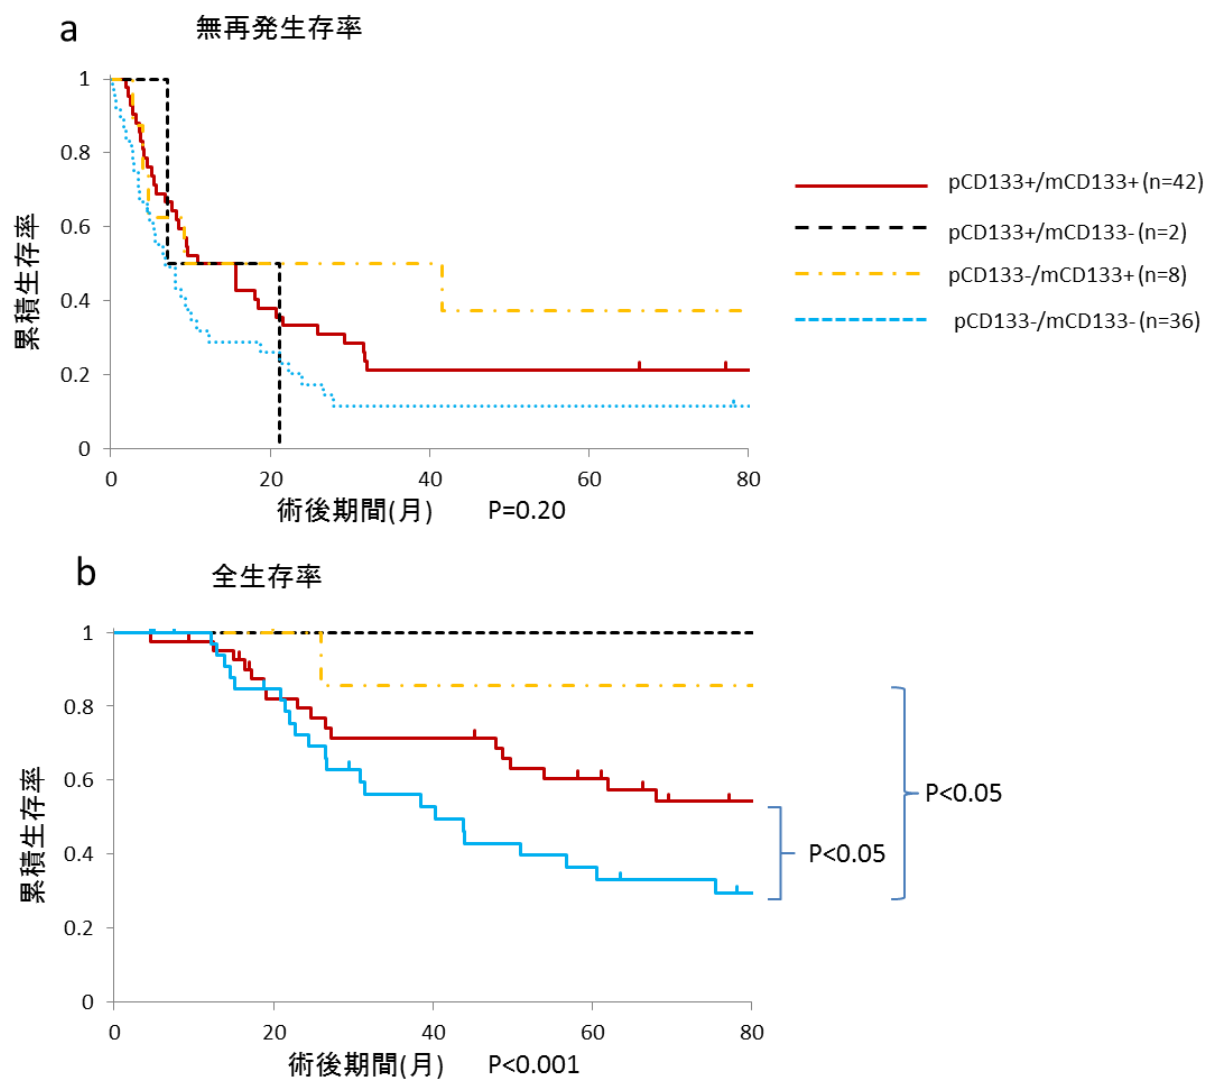 a
無再発生存率
1
0.8
0.6
0.4
0.2
0
累積生存率
0 20 40 60 80
術後期間(月) P=0.20
pCD133+/mCD133+ (n=42)
pCD133+/mCD133- (n=2)
pCD133-/mCD133+ (n=8)
pCD133-/mCD133- (n=36)
b
全生存率
1
0.8
0.6
0.4
0.2
0
累積生存率
0 20 40 60 80
術後期間(月) P<0.001
P<0.05
P<0.05